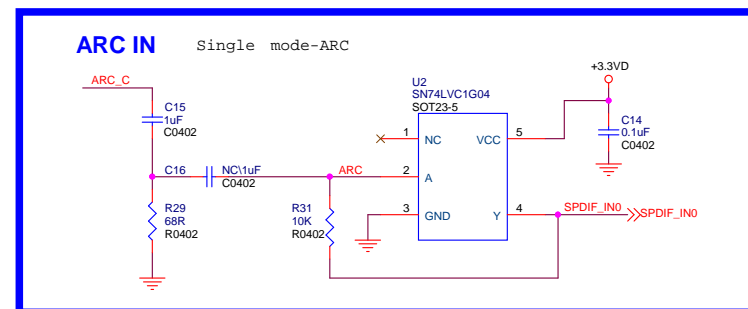 ARC IN Single mode-ARC
+3.3VD
ARC_C
U2
SN74LVC1G04
SOT23-5
C15
1uF
C0402
C14
0.1uF
C0402
1 NC VCC 5
C16 NC\1uF
C0402
ARC 2 A
R29
68R
R0402
R31
10K
R0402
3 GND Y 4
SPDIF_IN0 SPDIF_IN0